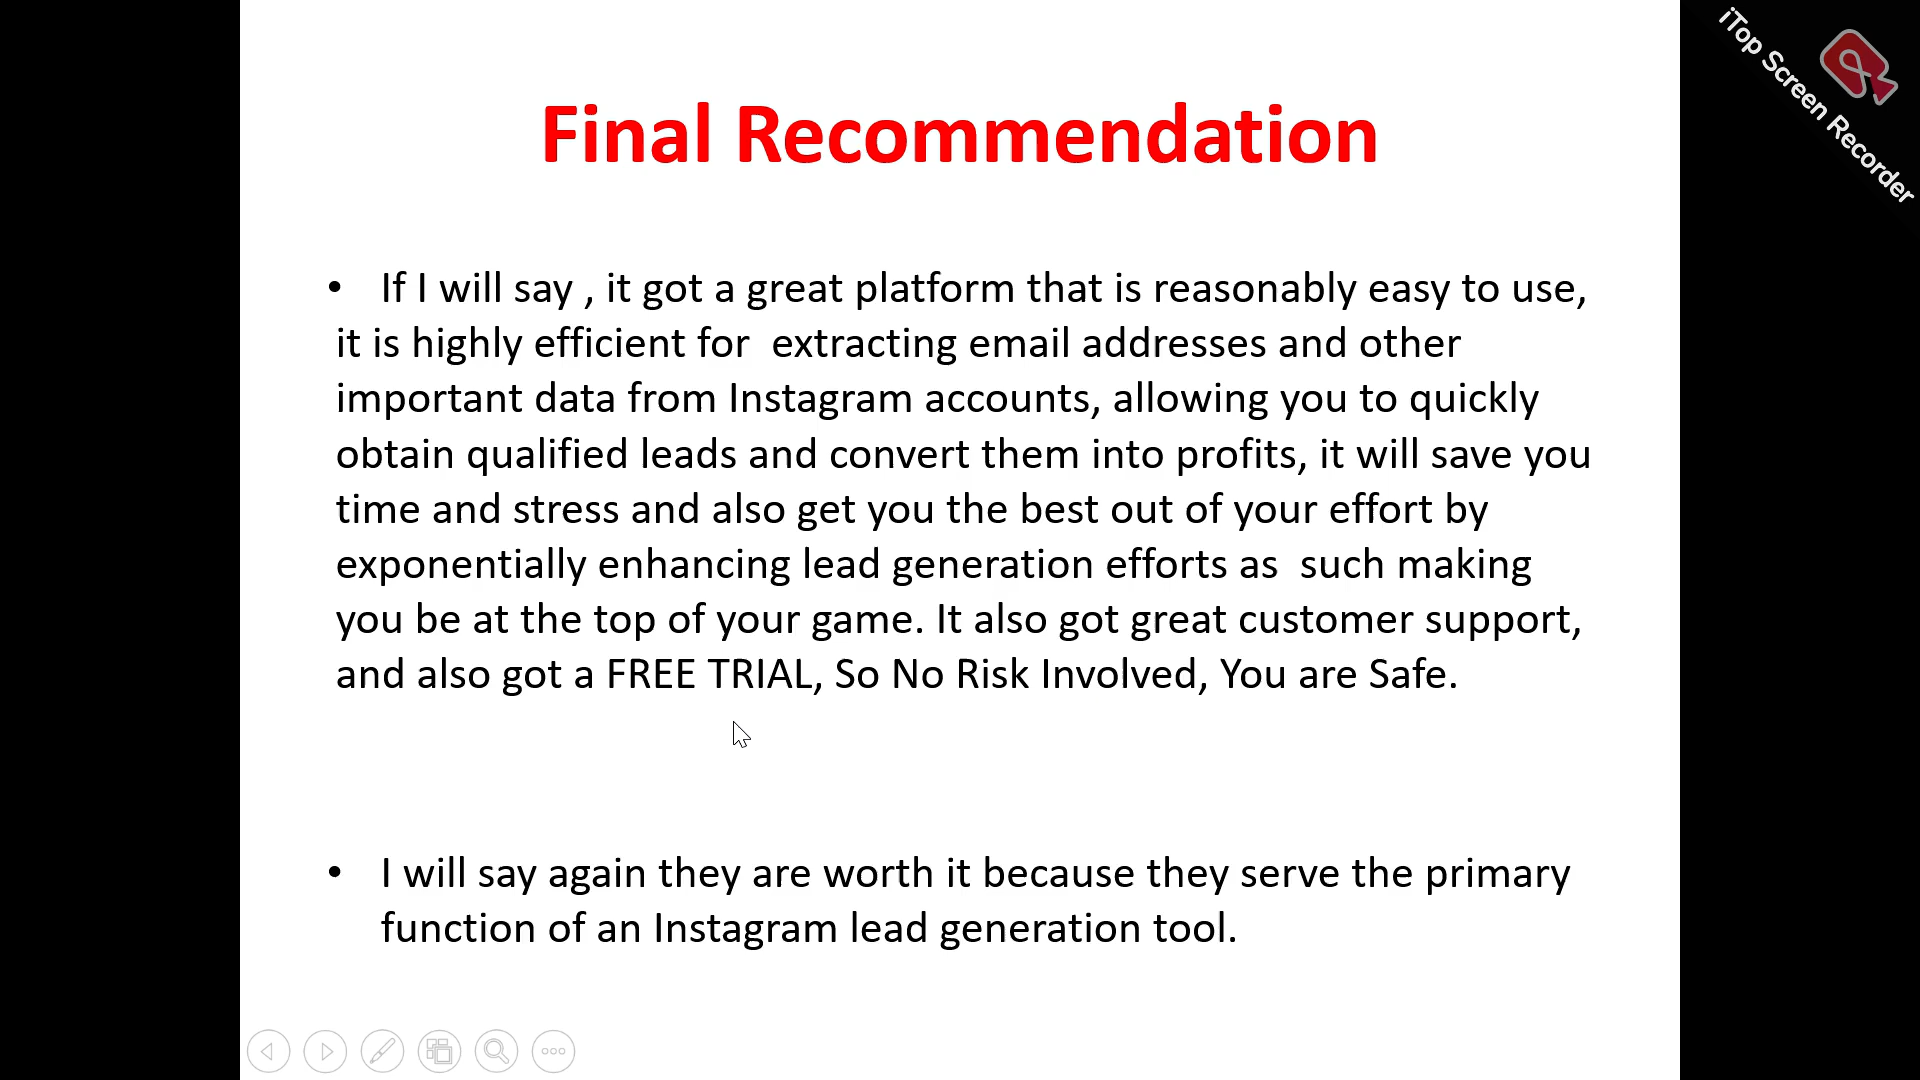 iTop Screen Recorder
Final Recommendation
• If I will say , it got a great platform that is reasonably easy to use,
it is highly efficient for  extracting email addresses and other
important data from Instagram accounts, allowing you to quickly
obtain qualified leads and convert them into profits, it will save you
time and stress and also get you the best out of your effort by
exponentially enhancing lead generation efforts as  such making
you be at the top of your game. It also got great customer support,
and also got a FREE TRIAL, So No Risk Involved, You are Safe.
• I will say again they are worth it because they serve the primary
function of an Instagram lead generation tool.